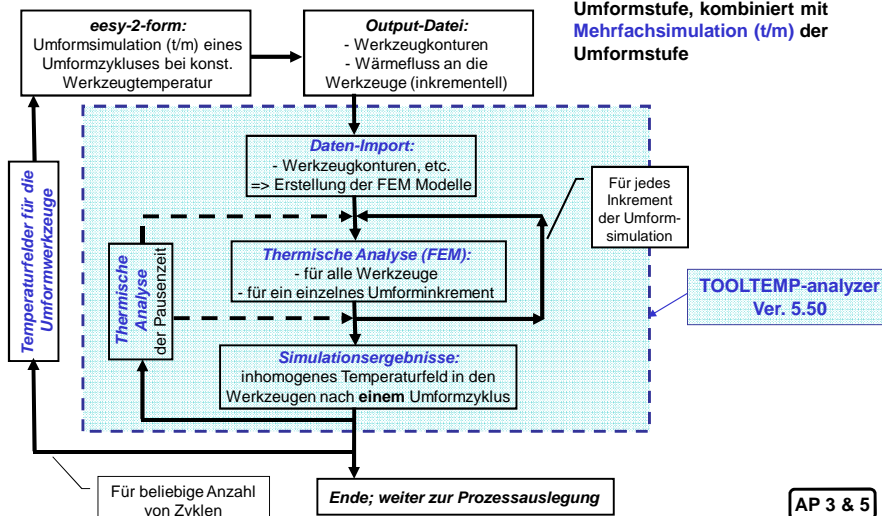 Umformstufe, kombiniert mit
Mehrfachsimulation (t/m) der
Umformstufe
eesy-2-form:
Umformsimulation (t/m) eines
Umformzykluses bei konst.
Werkzeugtemperatur
Output-Datei:
- Werkzeugkonturen
- Wärmefluss an die
Werkzeuge (inkrementell)
Daten-Import:
- Werkzeugkonturen, etc.
=> Erstellung der FEM Modelle
Für jedes
Inkrement
der Umform-
simulation
Temperaturfelder für die
Umformwerkzeuge
Thermische
Analyse
der Pausenzeit
Thermische Analyse (FEM):
- für alle Werkzeuge
- für ein einzelnes Umforminkrement
TOOLTEMP-analyzer
Ver. 5.50
Simulationsergebnisse:
inhomogenes Temperaturfeld in den
Werkzeugen nach einem Umformzyklus
Für beliebige Anzahl
von Zyklen
Ende; weiter zur Prozessauslegung
AP 3 & 5